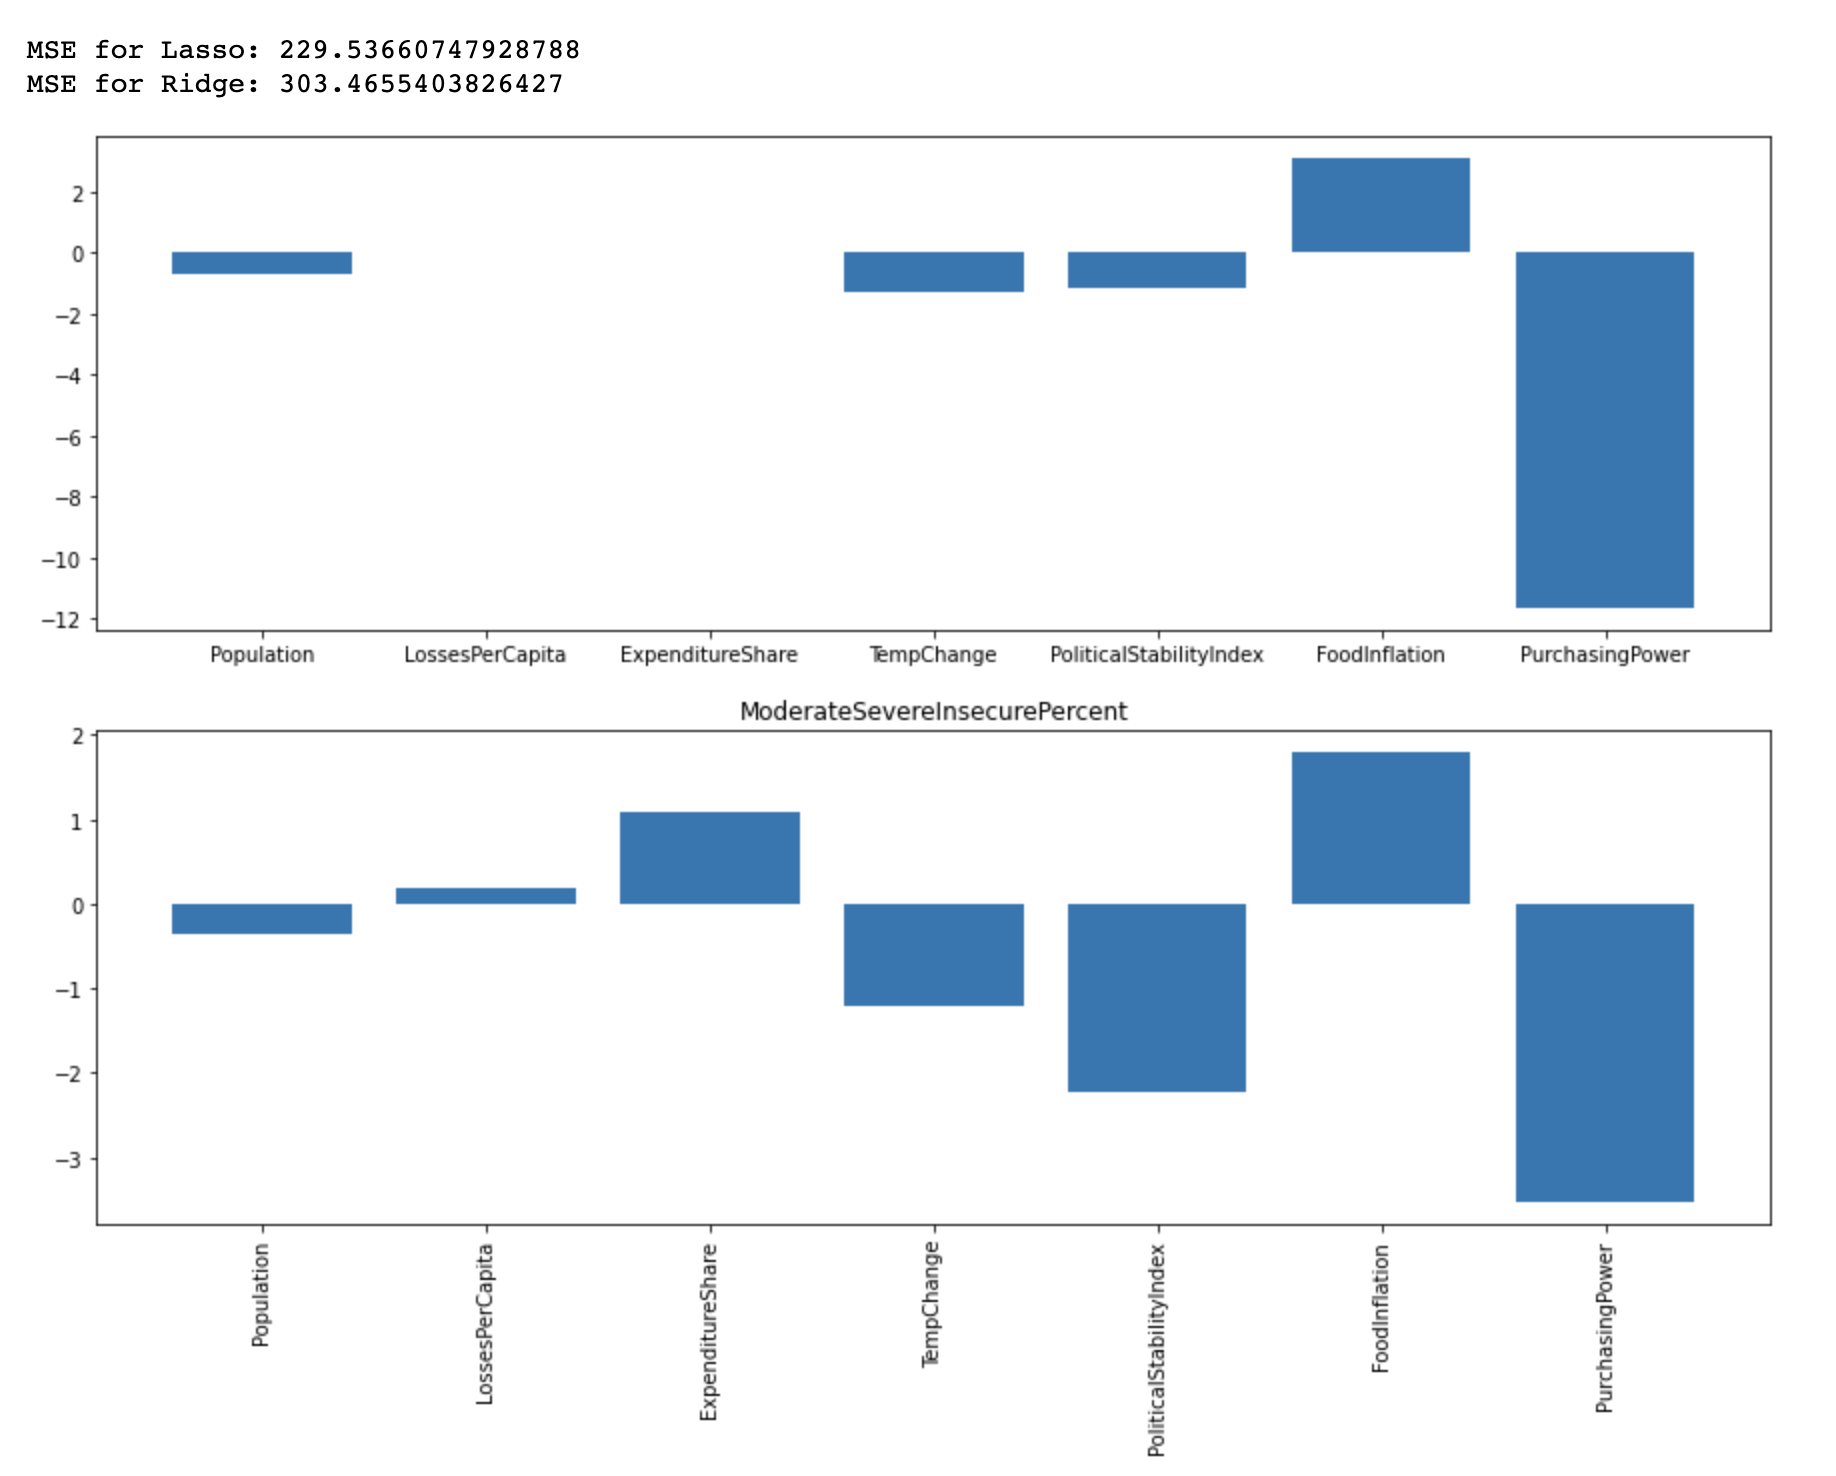 MSE for Lasso: 229.53660747928788
MSE for Ridge: 303.4655403826427
2
0
−2
−4
−6
−8
−10
−12
Population LossesPerCapita ExpenditureShare TempChange PoliticalStabilityIndex FoodInflation PurchasingPower
ModerateSevereInsecurePercent
2
1
0
−1
−2
−3
Population
LossesPerCapita
ExpenditureShare
TempChange
PoliticalStabilityIndex
FoodInflation
PurchasingPower